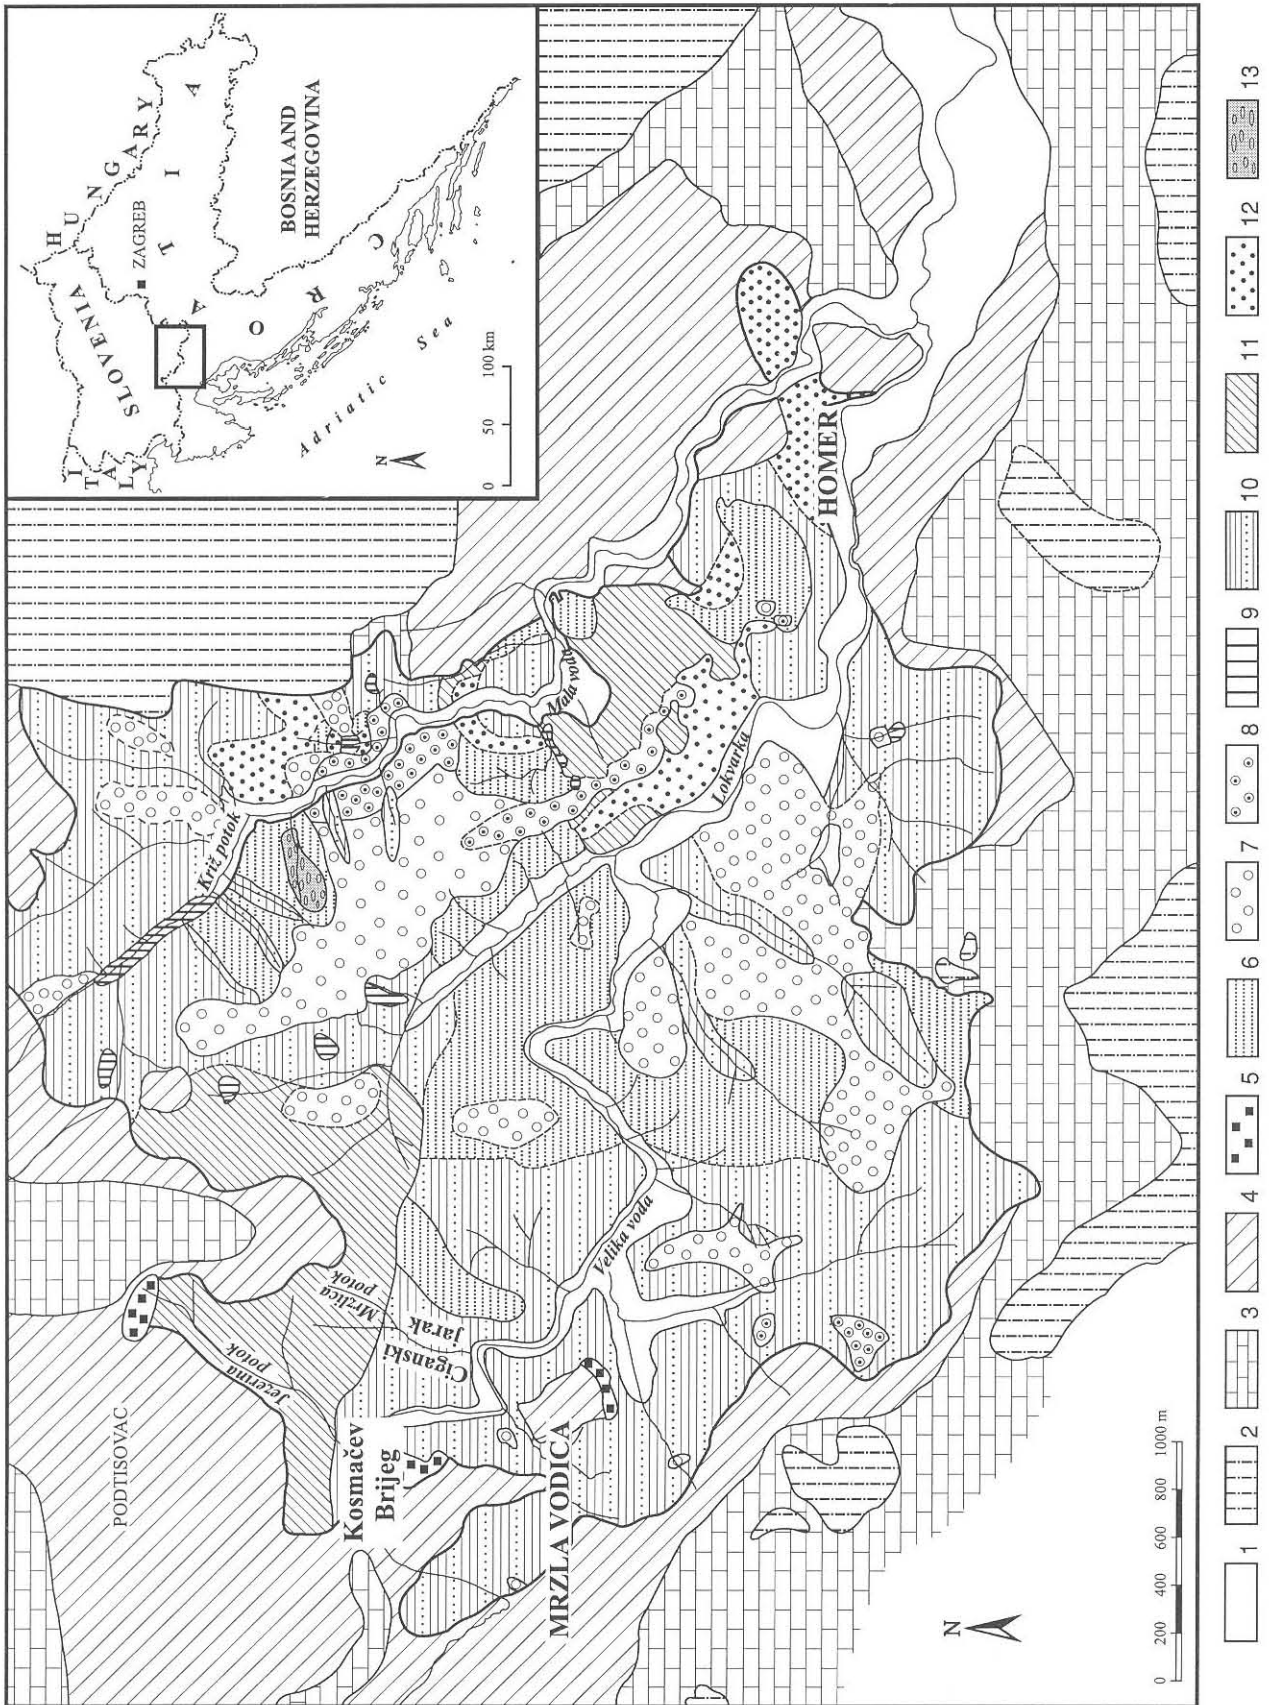 HUNGARY
ITALY
SLOVENIA
ZAGREB
CROATIA
BOSNIA AND
HERZEGOVINA
Adriatic Sea
N
0 50 100 km
PODTISOVAC
Jezerina
potok
Mrzlica
potok
Ciganski
jarak
Kosmačev
Brijeg
MRZLA VODICA
Velika voda
Križ potok
Mala voda
Lokvarka
HOMER
N
0 200 400 600 800 1000 m
1 2 3 4 5 6 7 8 9 10 11 12 13